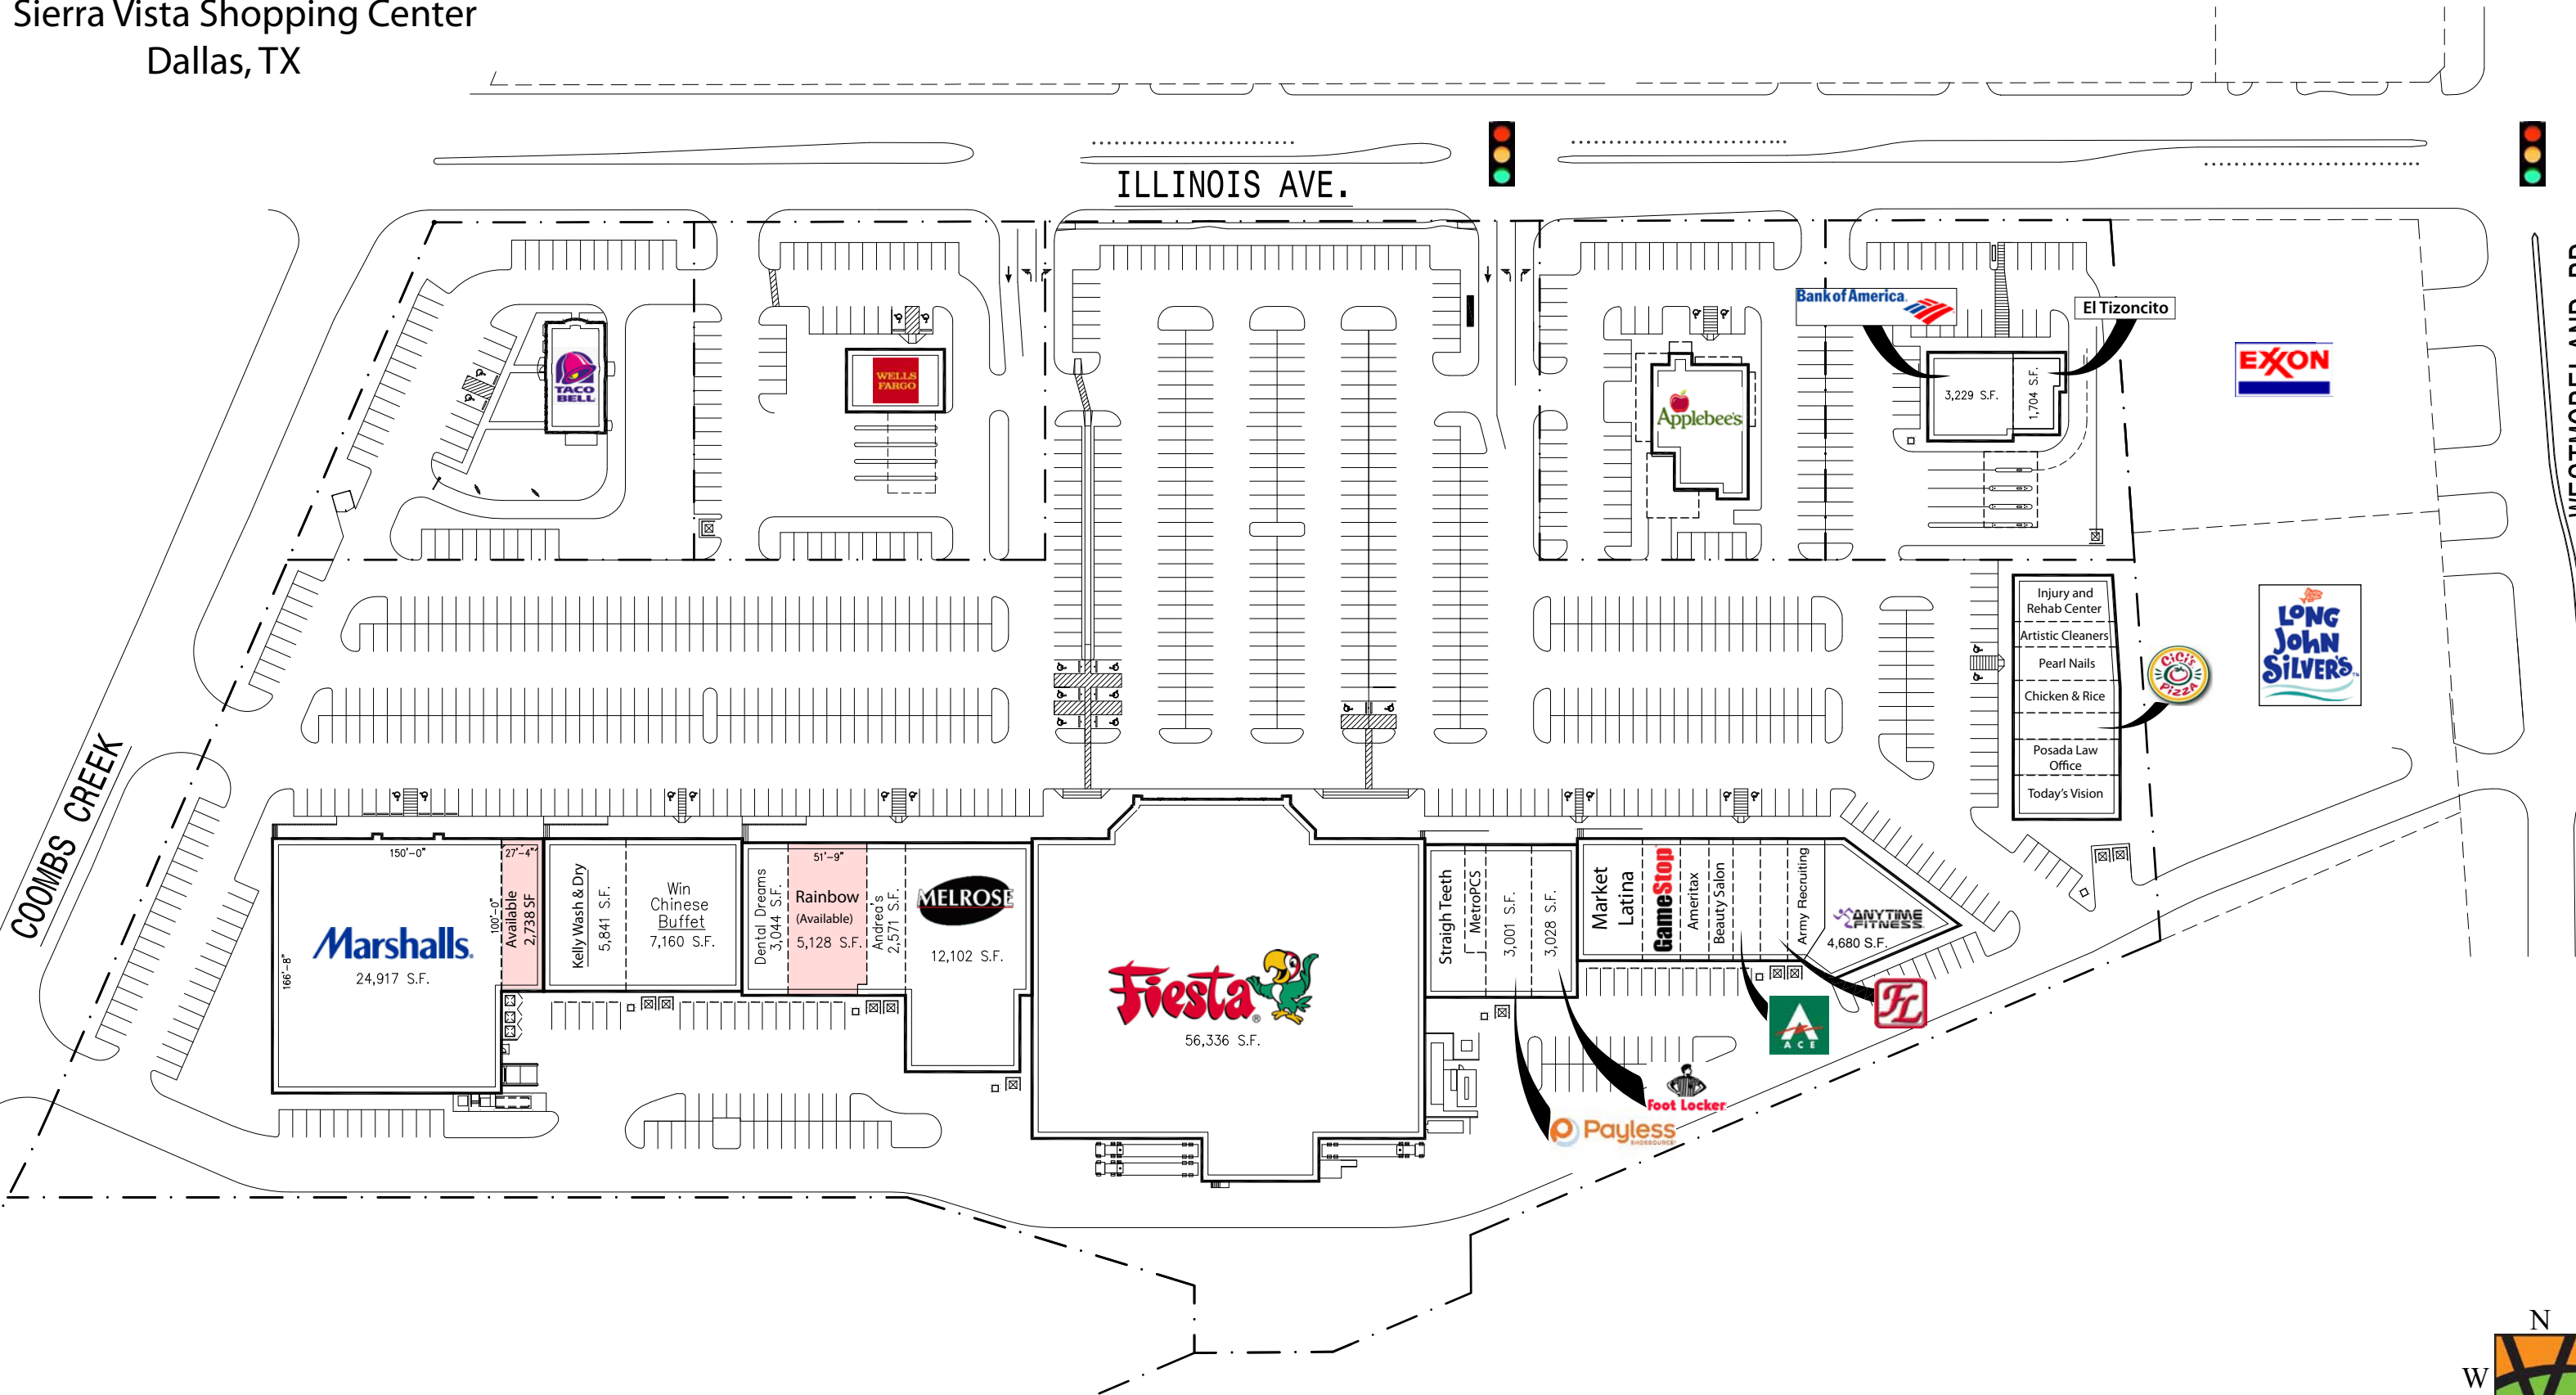 Sierra Vista Shopping Center
Dallas, TX
ILLINOIS AVE.
COOMBS CREEK
TACO
BELL
WELLS
FARGO
Applebee's
Bank of America
El Tizoncito
3,229 S.F.
1,704 S.F.
EXXON
LONG
JOHN
SILVER'S
Injury and
Rehab Center
Artistic Cleaners
Pearl Nails
Chicken & Rice
CiCi's
PIZZA
Posada Law
Office
Today's Vision
150'-0"
166'-8"
Marshalls.
24,917 S.F.
27'-4"
100'-0"
Available
2,738 SF
Kelly Wash & Dry
5,841 S.F.
Win
Chinese
Buffet
7,160 S.F.
Dental Dreams
3,044 S.F.
51'-9"
Rainbow
(Available)
5,128 S.F.
Andrea's
2,571 S.F.
MELROSE
12,102 S.F.
Fiesta
56,336 S.F.
Straigh Teeth
MetroPCS
3,001 S.F.
3,028 S.F.
Market
Latina
GameStop
Ameritax
Beauty Salon
Army Recruiting
ANYTIME
FITNESS
4,680 S.F.
FL
ACE
Foot Locker
Payless
N
W